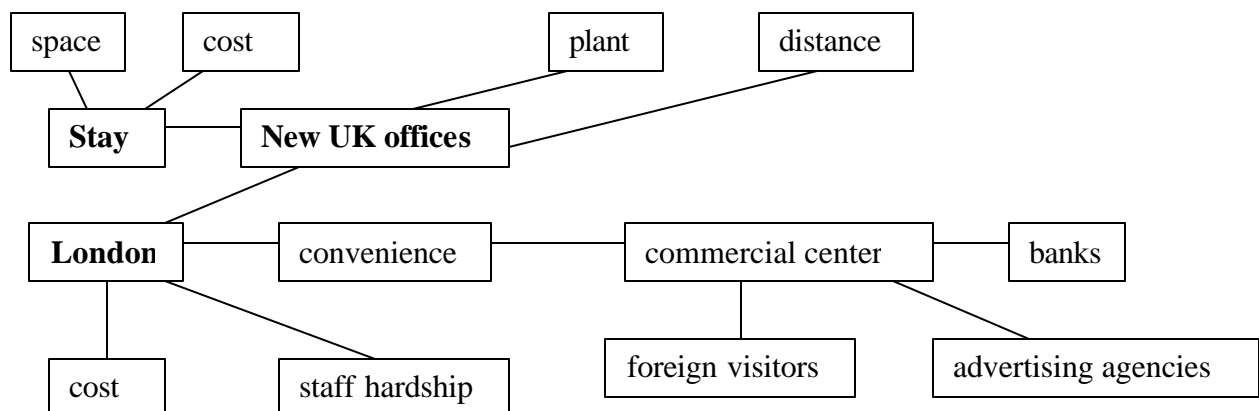 space
cost
plant
distance
Stay
New UK offices
London
convenience
commercial center
banks
cost
staff hardship
foreign visitors
advertising agencies